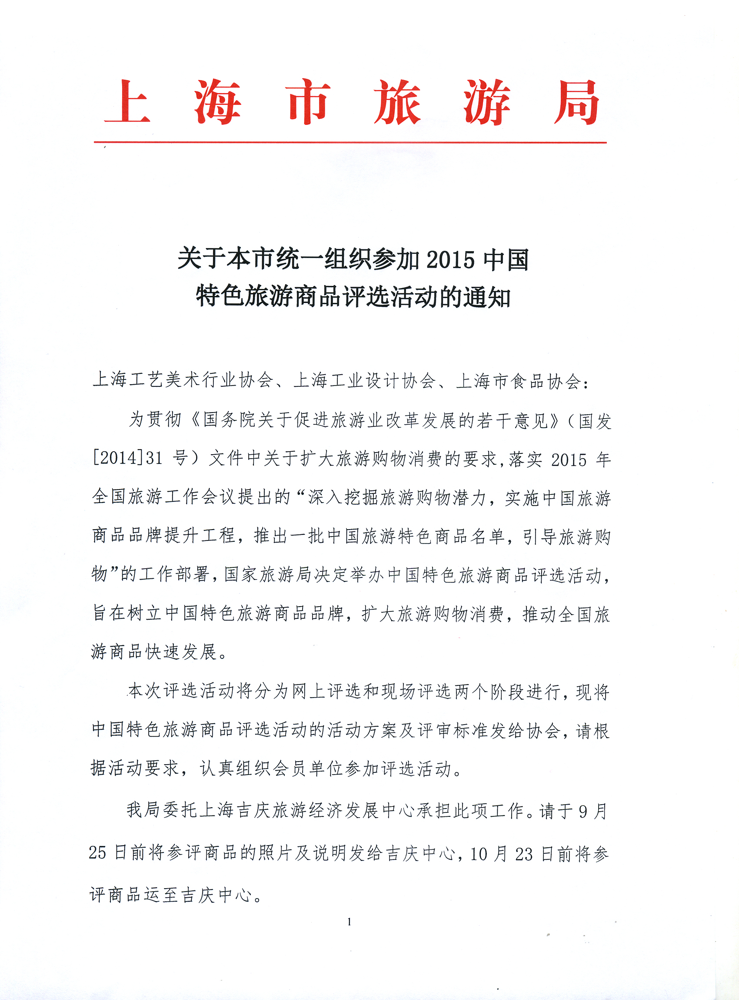 上海市旅游局
关于本市统一组织参加 2015 中国
特色旅游商品评选活动的通知
上海工艺美术行业协会、上海工业设计协会、上海市食品协会：
为贯彻《国务院关于促进旅游业改革发展的若干意见》（国发
[2014]31 号）文件中关于扩大旅游购物消费的要求,落实 2015 年
全国旅游工作会议提出的“深入挖掘旅游购物潜力，实施中国旅游
商品品牌提升工程，推出一批中国旅游特色商品名单，引导旅游购
物”的工作部署，国家旅游局决定举办中国特色旅游商品评选活动，
旨在树立中国特色旅游商品品牌，扩大旅游购物消费，推动全国旅
游商品快速发展。
本次评选活动将分为网上评选和现场评选两个阶段进行，现将
中国特色旅游商品评选活动的活动方案及评审标准发给协会，请根
据活动要求，认真组织会员单位参加评选活动。
我局委托上海吉庆旅游经济发展中心承担此项工作。请于 9 月
25 日前将参评商品的照片及说明发给吉庆中心，10 月 23 日前将参
评商品运至吉庆中心。
1